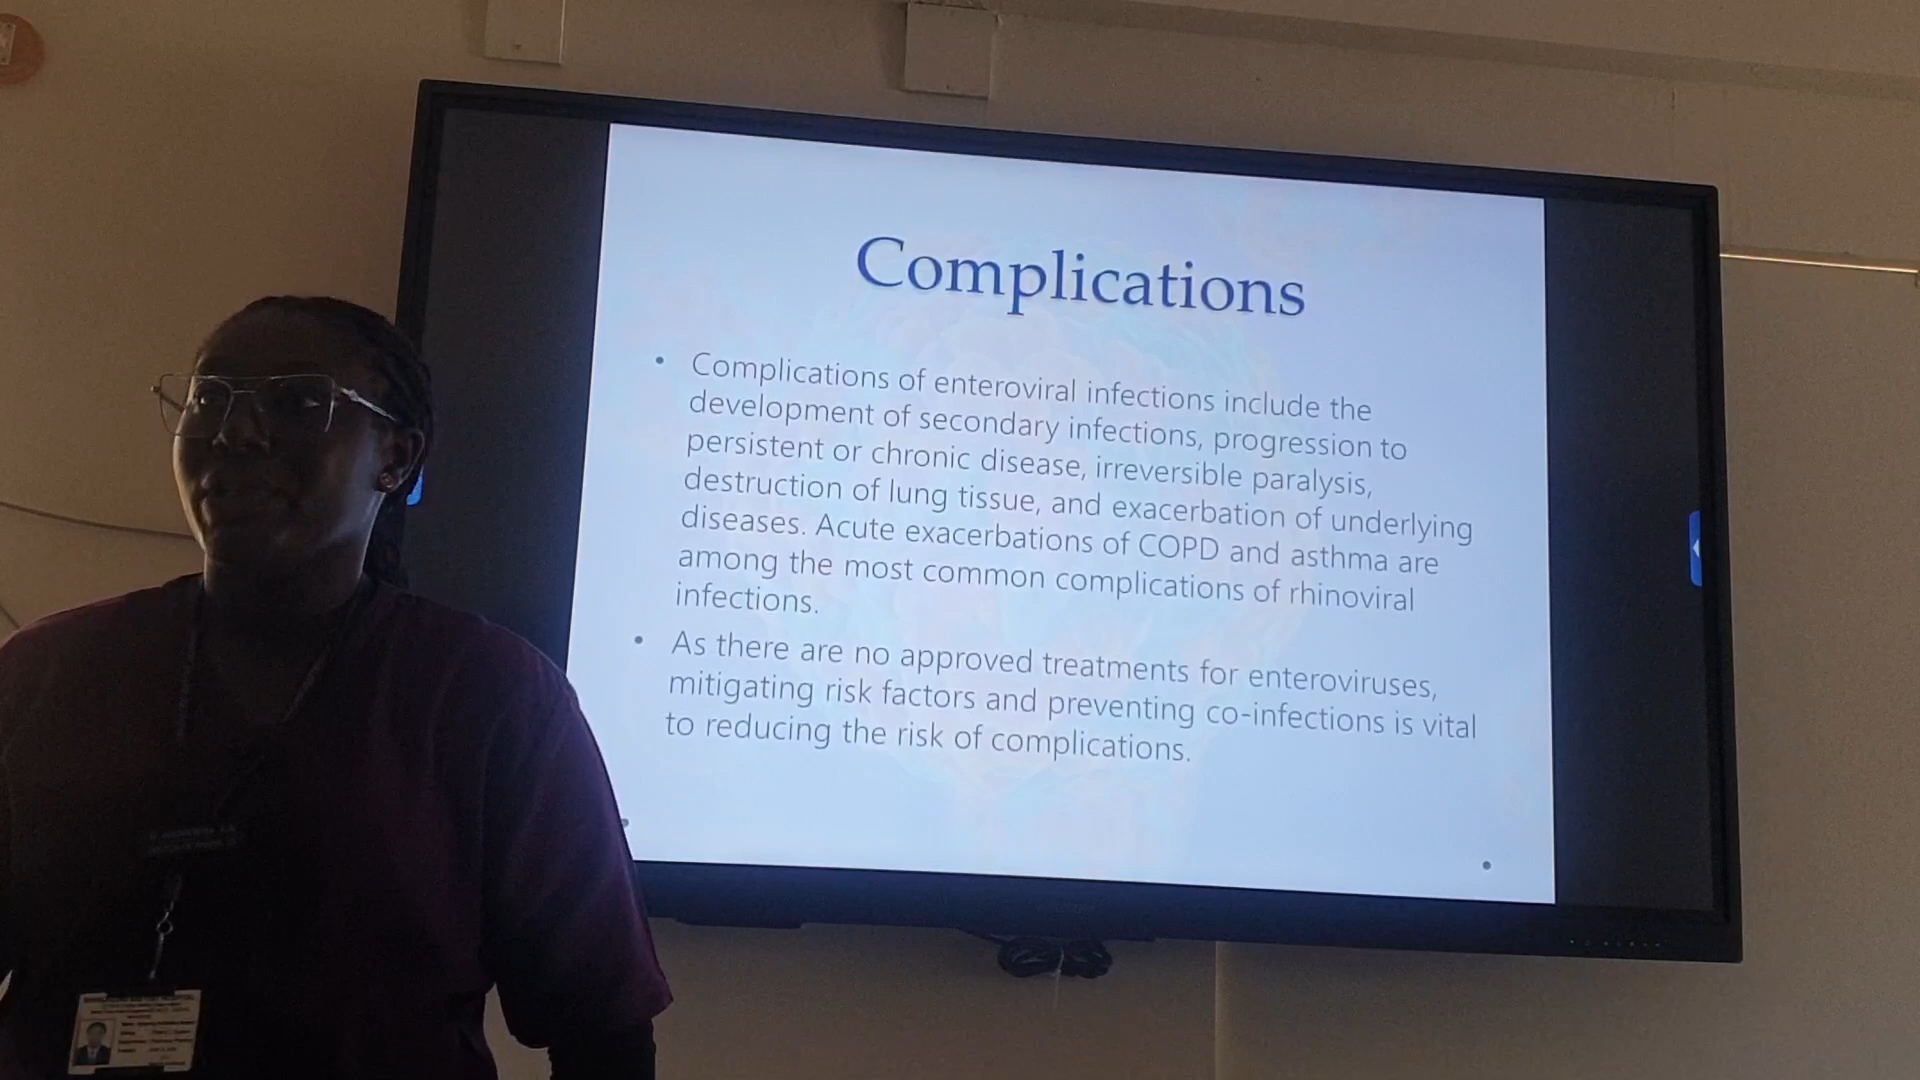 Complications
• Complications of enteroviral infections include the
development of secondary infections, progression to
persistent or chronic disease, irreversible paralysis,
destruction of lung tissue, and exacerbation of underlying
diseases. Acute exacerbations of COPD and asthma are
among the most common complications of rhinoviral
infections.
• As there are no approved treatments for enteroviruses,
mitigating risk factors and preventing co-infections is vital
to reducing the risk of complications.